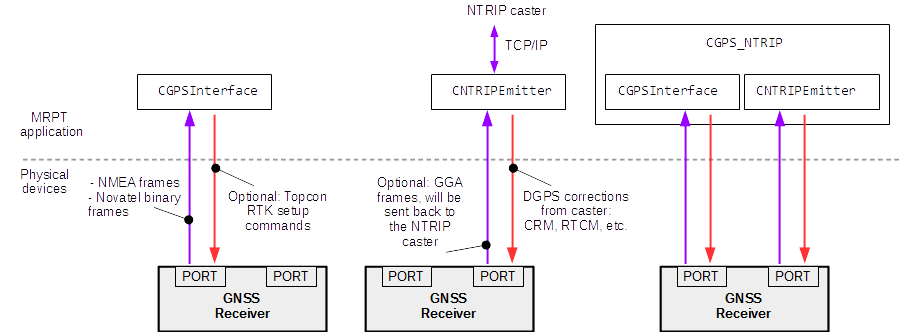 NTRIP caster
TCP/IP
CGPS_NTRIP
CGPSInterface
CNTRIPEmitter
CGPSInterface
CNTRIPEmitter
MRPT
application
Physical
devices
- NMEA frames
- Novatel binary
frames
Optional: Topcon
RTK setup
commands
Optional: GGA
frames, will be
sent back to
the NTRIP
caster
DGPS corrections
from caster:
CRM, RTCM, etc.
PORT
PORT
GNSS
Receiver
PORT
PORT
GNSS
Receiver
PORT
PORT
GNSS
Receiver